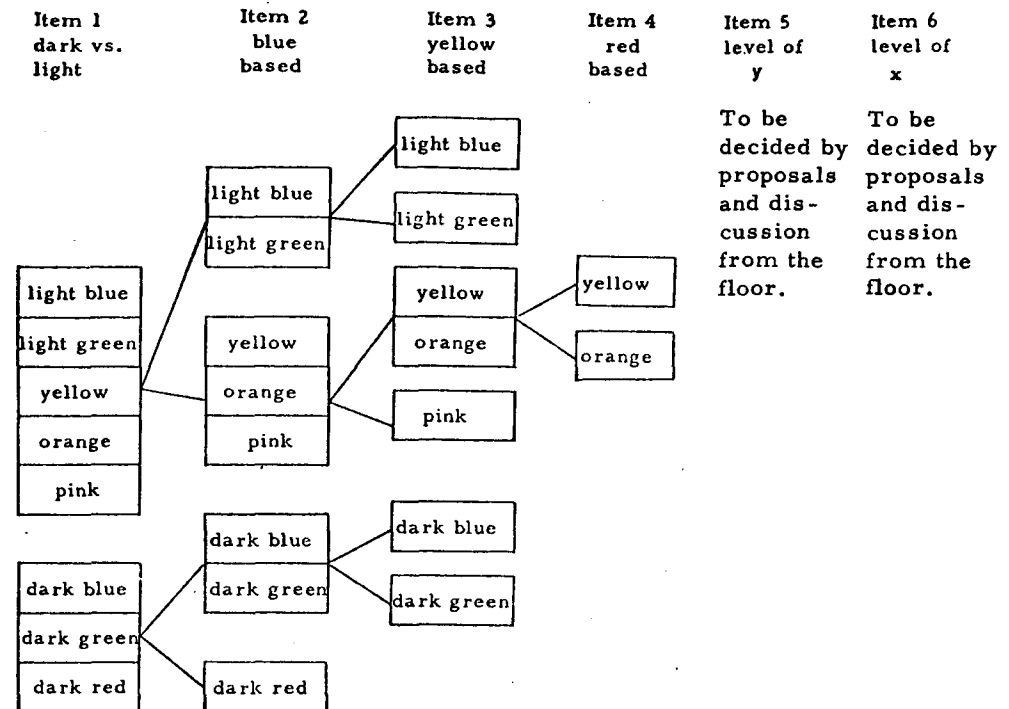 Item 1
dark vs.
light
Item 2
blue
based
Item 3
yellow
based
Item 4
red
based
Item 5
level of
y
Item 6
level of
x
To be
decided by
proposals
and dis-
cussion
from the
floor.
To be
decided by
proposals
and dis-
cussion
from the
floor.
light blue
light green
yellow
orange
pink
dark blue
dark green
dark red
light blue
light green
yellow
orange
pink
dark blue
dark green
dark red
light blue
light green
yellow
orange
pink
dark blue
dark green
yellow
orange